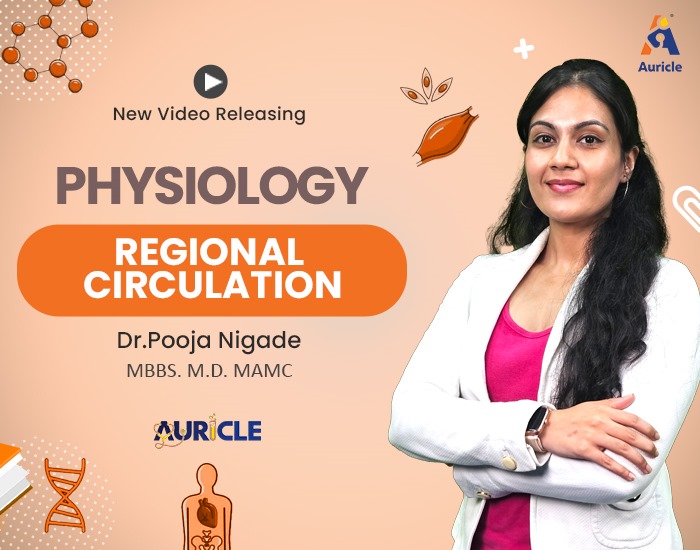 Auricle
New Video Releasing
PHYSIOLOGY
REGIONAL
CIRCULATION
Dr.Pooja Nigade
MBBS. M.D. MAMC
AURICLE